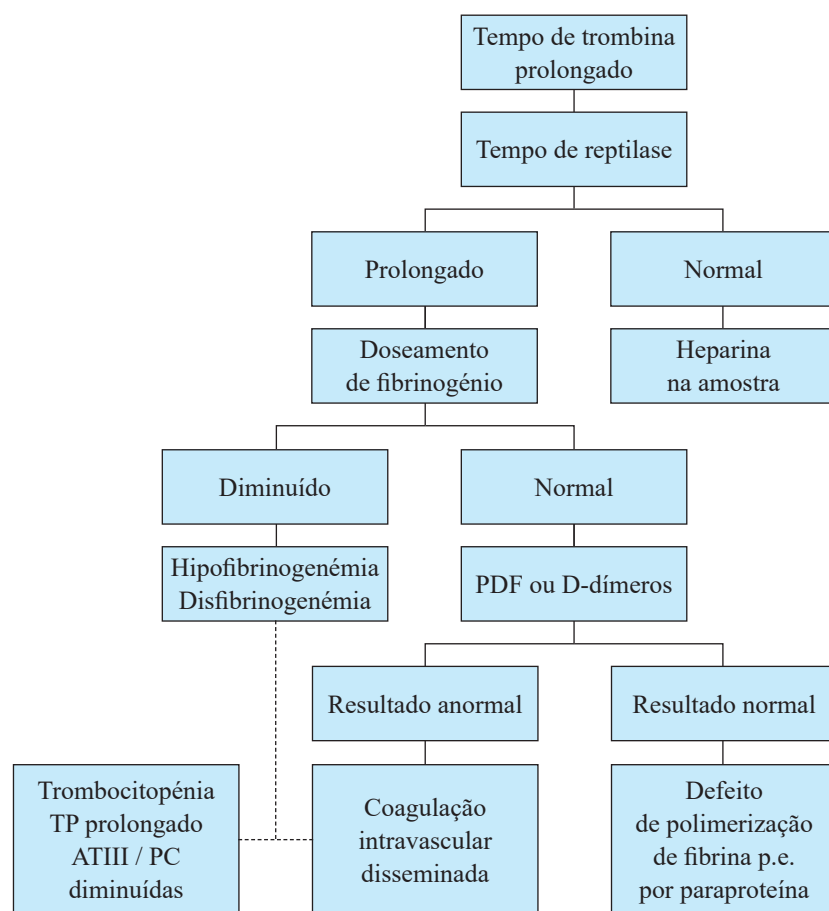 Tempo de trombina
prolongado
Tempo de reptilase
Prolongado
Normal
Doseamento
de fibrinogénio
Heparina
na amostra
Diminuído
Normal
Hipofibrinogenémia
Disfibrinogenémia
PDF ou D-dímeros
Resultado anormal
Resultado normal
Trombocitopénia
TP prolongado
ATIII / PC
diminuídas
Coagulação
intravascular
disseminada
Defeito
de polimerização
de fibrina p.e.
por paraproteína